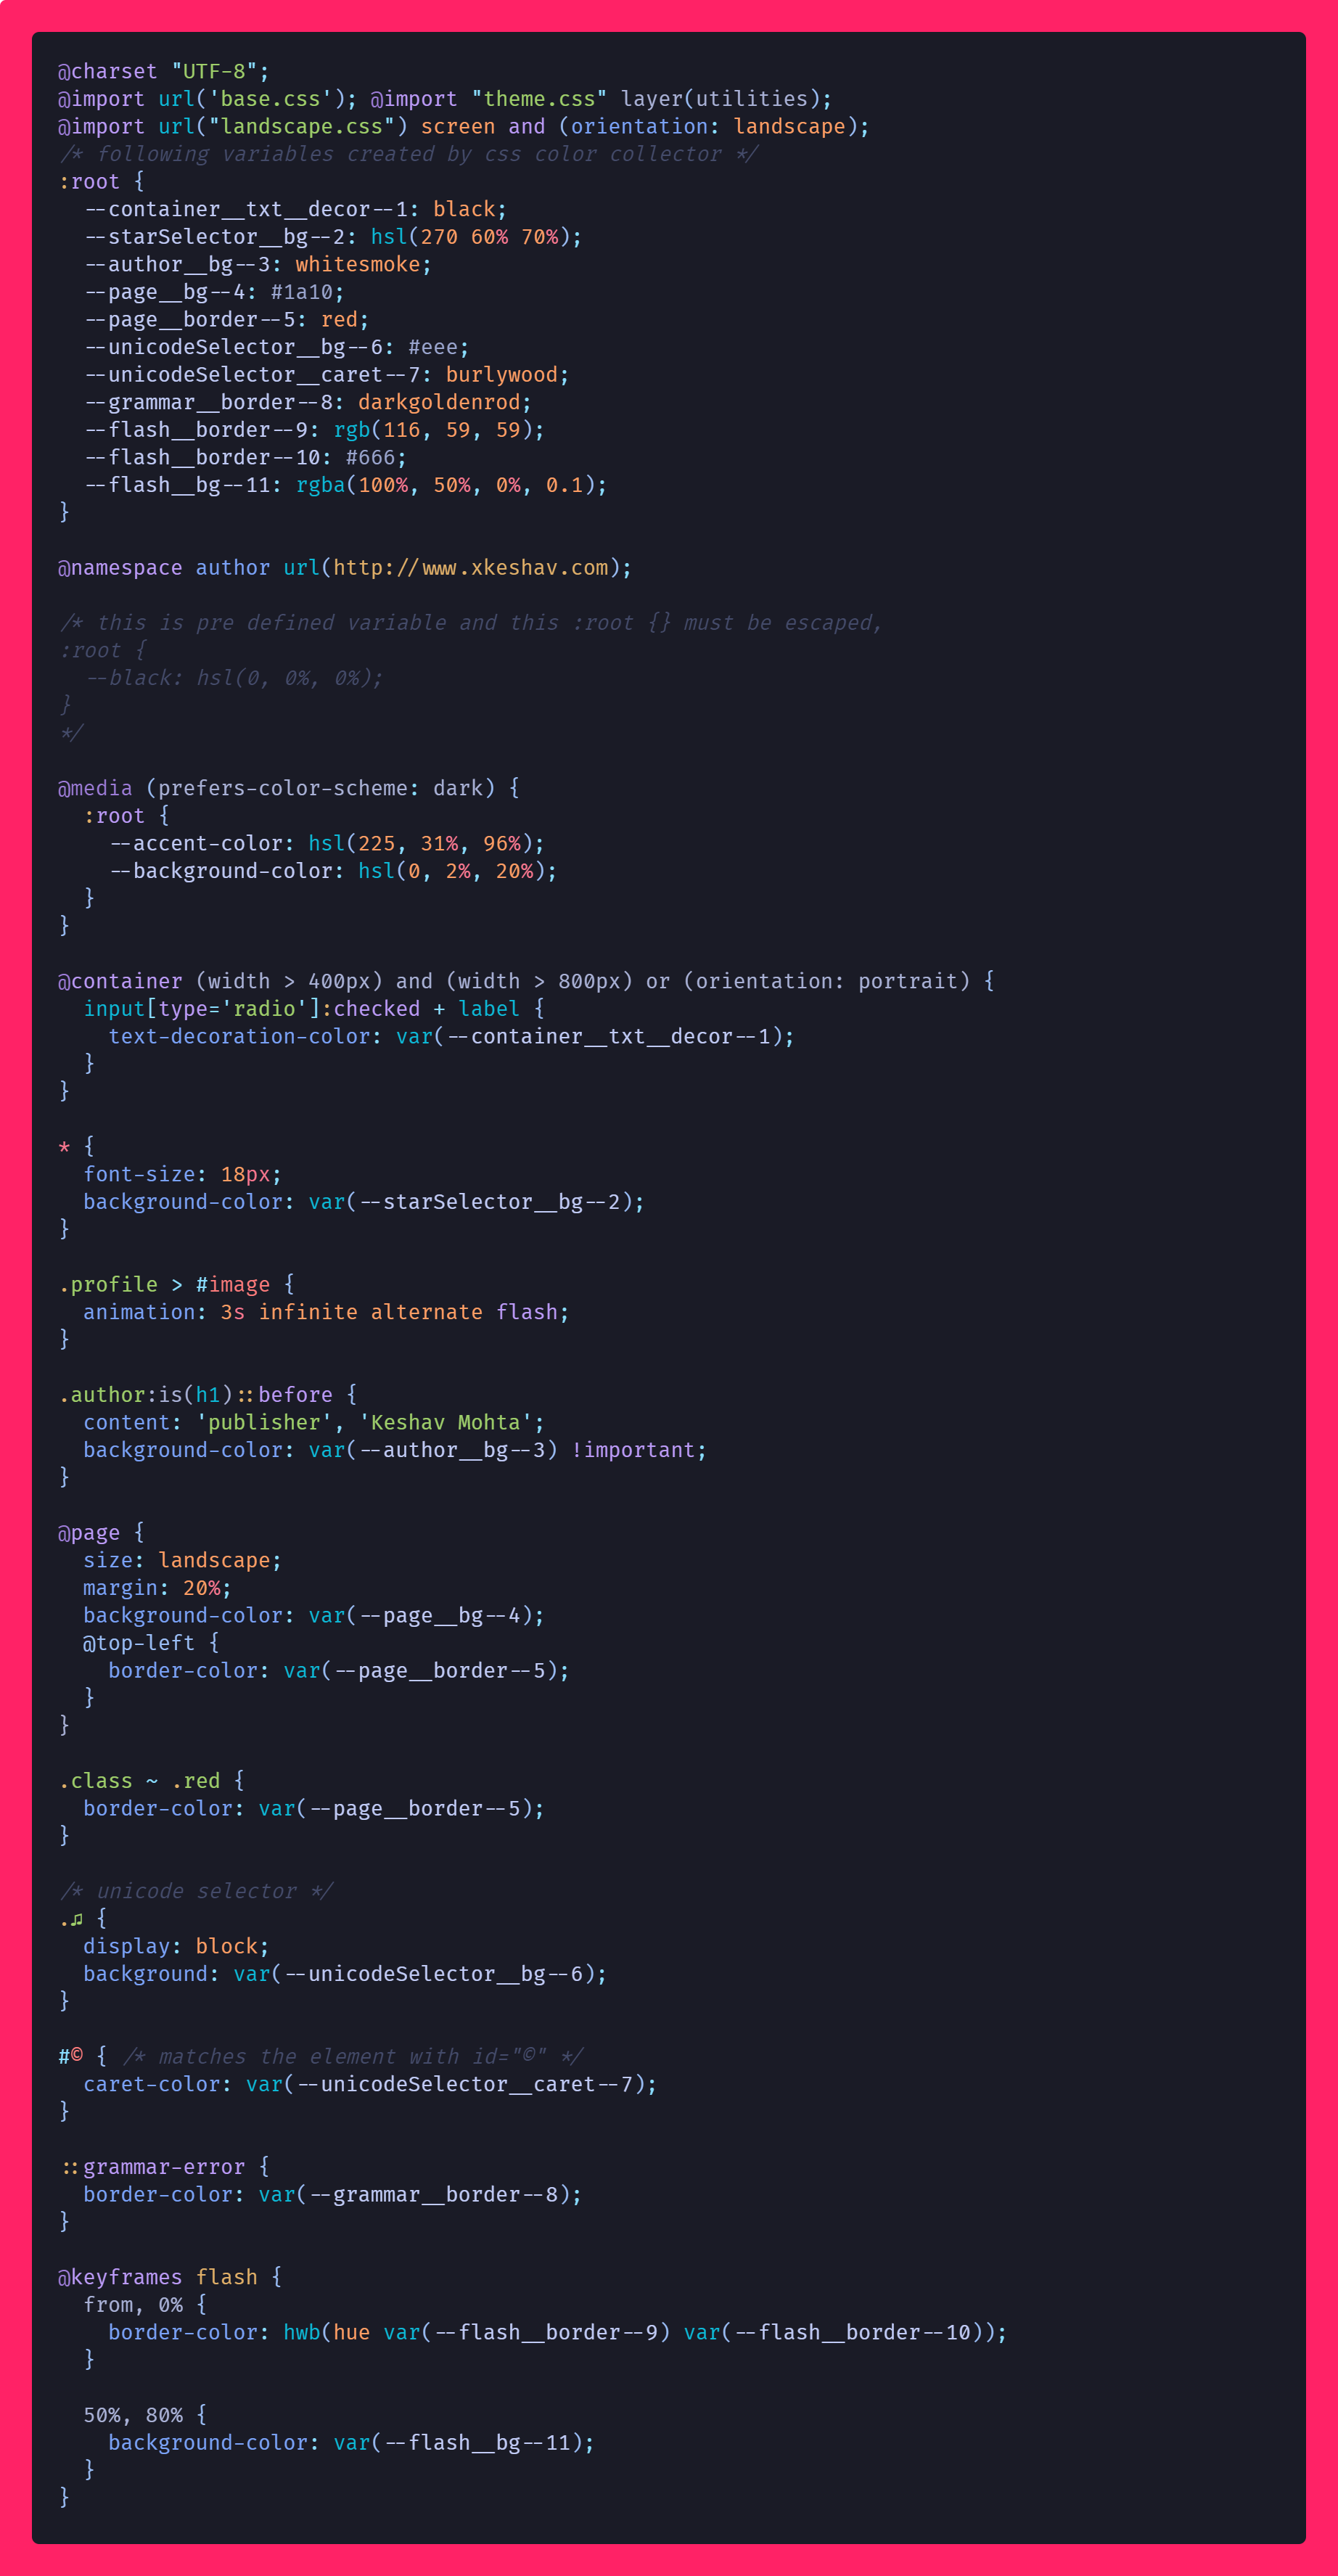 @charset "UTF-8";
@import url('base.css'); @import "theme.css" layer(utilities);
@import url("landscape.css") screen and (orientation: landscape);
/* following variables created by css color collector */
:root {
  --container__txt__decor--1: black;
  --starSelector__bg--2: hsl(270 60% 70%);
  --author__bg--3: whitesmoke;
  --page__bg--4: #1a10;
  --page__border--5: red;
  --unicodeSelector__bg--6: #eee;
  --unicodeSelector__caret--7: burlywood;
  --grammar__border--8: darkgoldenrod;
  --flash__border--9: rgb(116, 59, 59);
  --flash__border--10: #666;
  --flash__bg--11: rgba(100%, 50%, 0%, 0.1);
}

@namespace author url(http://www.xkeshav.com);

/* this is pre defined variable and this :root {} must be escaped,
:root {
  --black: hsl(0, 0%, 0%);
}
*/

@media (prefers-color-scheme: dark) {
  :root {
    --accent-color: hsl(225, 31%, 96%);
    --background-color: hsl(0, 2%, 20%);
  }
}

@container (width > 400px) and (width > 800px) or (orientation: portrait) {
  input[type='radio']:checked + label {
    text-decoration-color: var(--container__txt__decor--1);
  }
}

* {
  font-size: 18px;
  background-color: var(--starSelector__bg--2);
}

.profile > #image {
  animation: 3s infinite alternate flash;
}

.author:is(h1)::before {
  content: 'publisher', 'Keshav Mohta';
  background-color: var(--author__bg--3) !important;
}

@page {
  size: landscape;
  margin: 20%;
  background-color: var(--page__bg--4);
  @top-left {
    border-color: var(--page__border--5);
  }
}

.class ~ .red {
  border-color: var(--page__border--5);
}

/* unicode selector */
.♫ {
  display: block;
  background: var(--unicodeSelector__bg--6);
}

#© { /* matches the element with id="©" */
  caret-color: var(--unicodeSelector__caret--7);
}

::grammar-error {
  border-color: var(--grammar__border--8);
}

@keyframes flash {
  from, 0% {
    border-color: hwb(hue var(--flash__border--9) var(--flash__border--10));
  }

  50%, 80% {
    background-color: var(--flash__bg--11);
  }
}